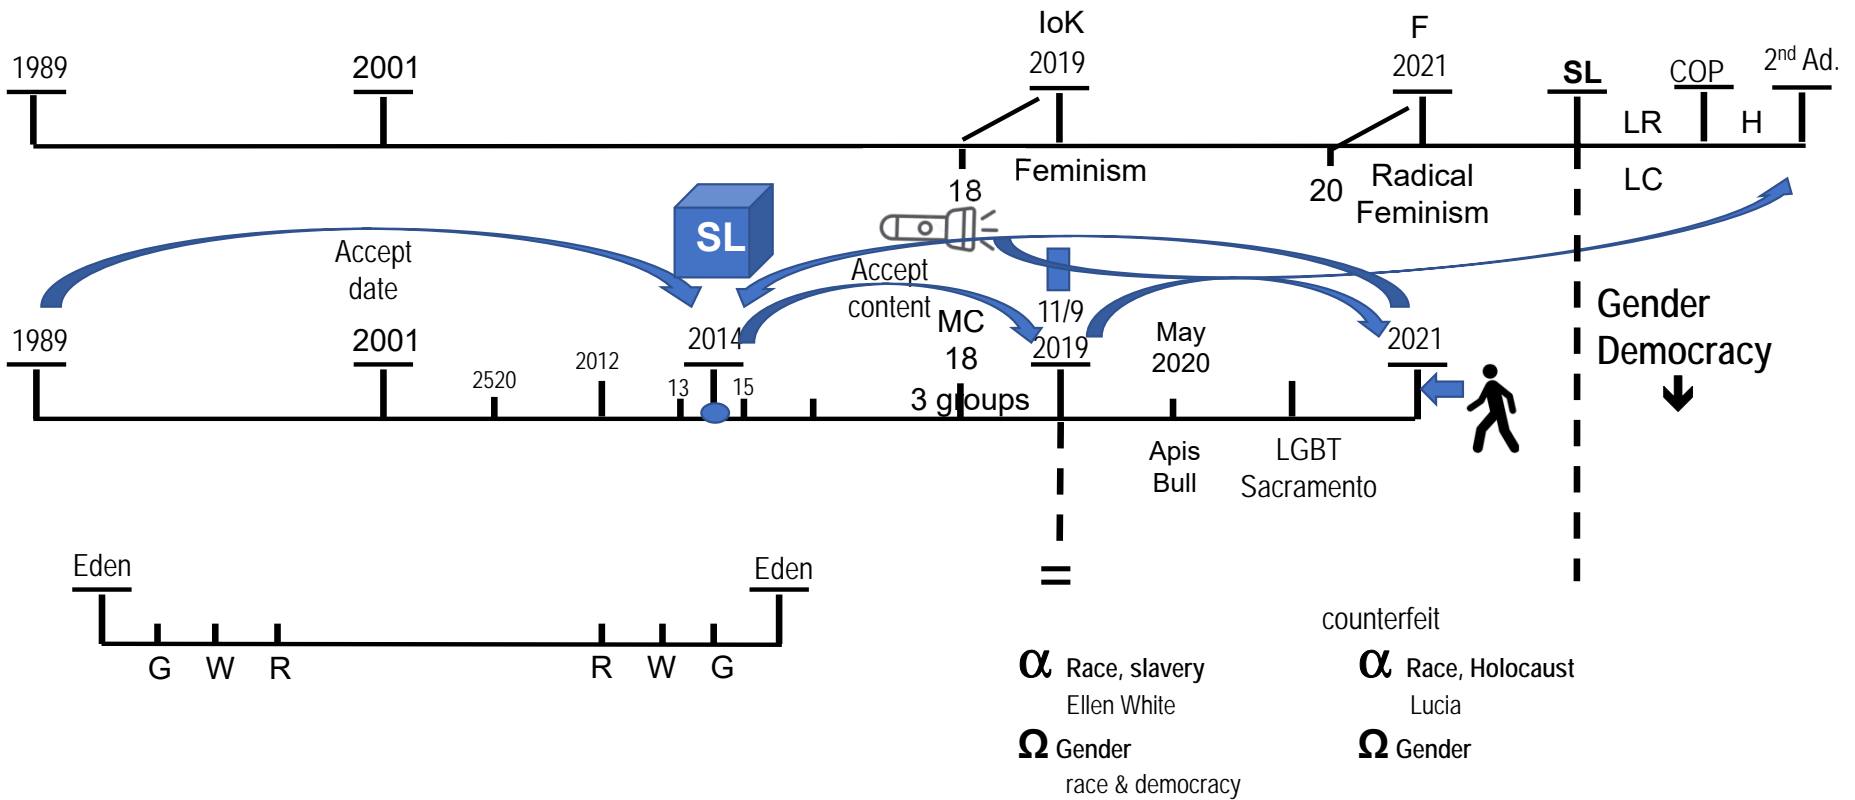 IoK
F
1989
2001
2019
2021
SL
COP
2nd Ad.
LR
H
18
Feminism
20
Radical
Feminism
LC
SL
Accept
date
Accept
content
MC
18
11/9
Gender
Democracy
1989
2001
2520
2012
13
2014
15
3 groups
2019
May
2020
2021
Apis
Bull
LGBT
Sacramento
Eden
Eden
G W R
R W G
=
counterfeit
α Race, slavery
Ellen White
Ω Gender
race & democracy
α Race, Holocaust
Lucia
Ω Gender